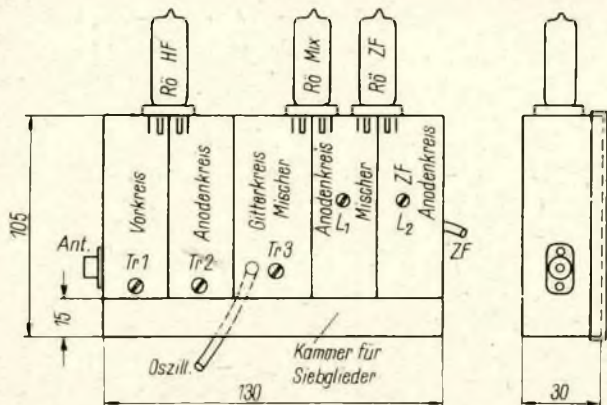 Rö HF
Rö Mix
Rö ZF
Vorkreis
Anodenkreis
Gitterkreis
Mischer
Anodenkreis
Mischer
ZF
Anodenkreis
L1
L2
Ant.
Tr1
Tr2
Tr3
ZF
105
15
Oszill.
Kammer für
Siebglieder
130
30